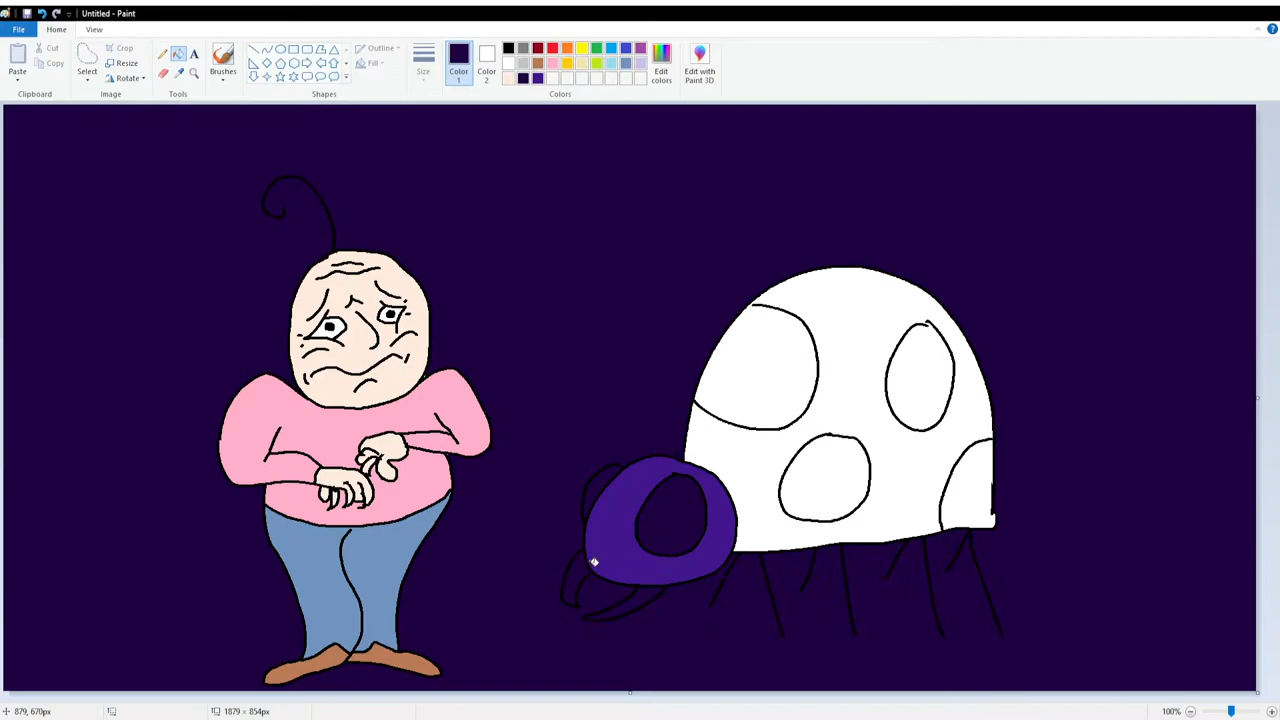 Untitled - Paint
File Home View
Paste
Cut
Copy
Clipboard
Select
Crop
Resize
Rotate
Image
A
Tools
Brushes
Outline
Fill
Shapes
Size
Color 1
Color 2
Edit colors
Colors
Edit with Paint 3D
879, 670px
1879 × 854px
100%